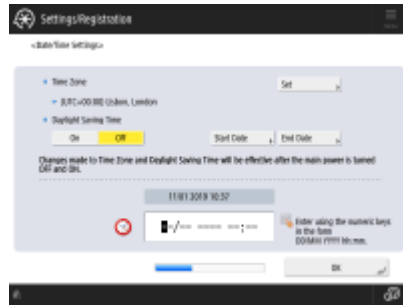 Settings/Registration
<Date/Time Settings>
Time Zone
Set
(UTC+00:00) Lisbon, London
Daylight Saving Time
On Off Start Date End Date
Changes made to Time Zone and Daylight Saving Time will be effective after the main power is turned
OFF and ON.
11/01 2019 10:37
--/-- ---- --:--
Enter using the numeric keys
in the form
DD/MM YYYY hh:mm.
OK